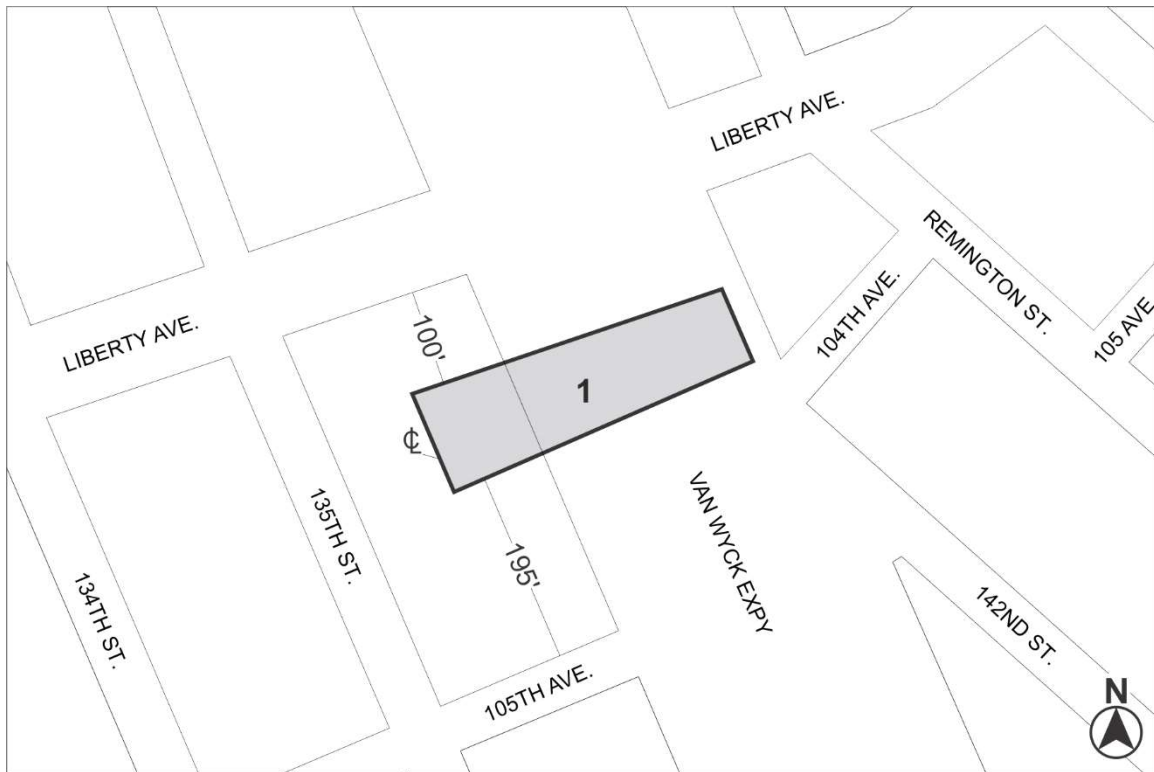 LIBERTY AVE.
REMINGTON ST.
104TH AVE.
105 AVE
LIBERTY AVE.
100'
1
℄
195'
135TH ST.
134TH ST.
VAN WYCK EXPY
142ND ST.
105TH AVE.
N